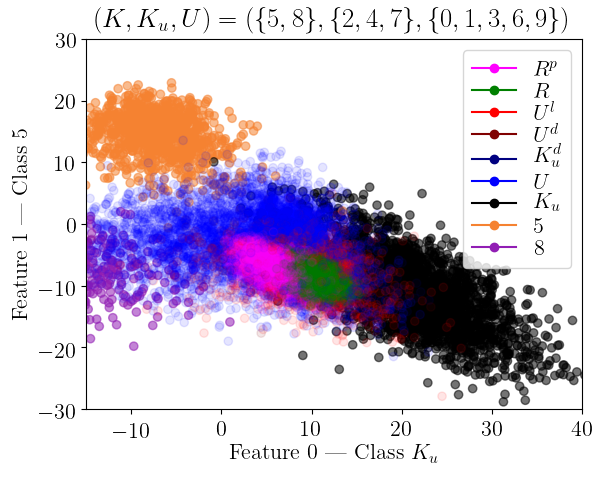 (K, K_u, U) = ({5, 8}, {2, 4, 7}, {0, 1, 3, 6, 9})
30
20
10
0
−10
−20
−30
Feature 1 — Class 5
R^p
R
U^l
U^d
K_u^d
U
K_u
5
8
−10 0 10 20 30 40
Feature 0 — Class K_u